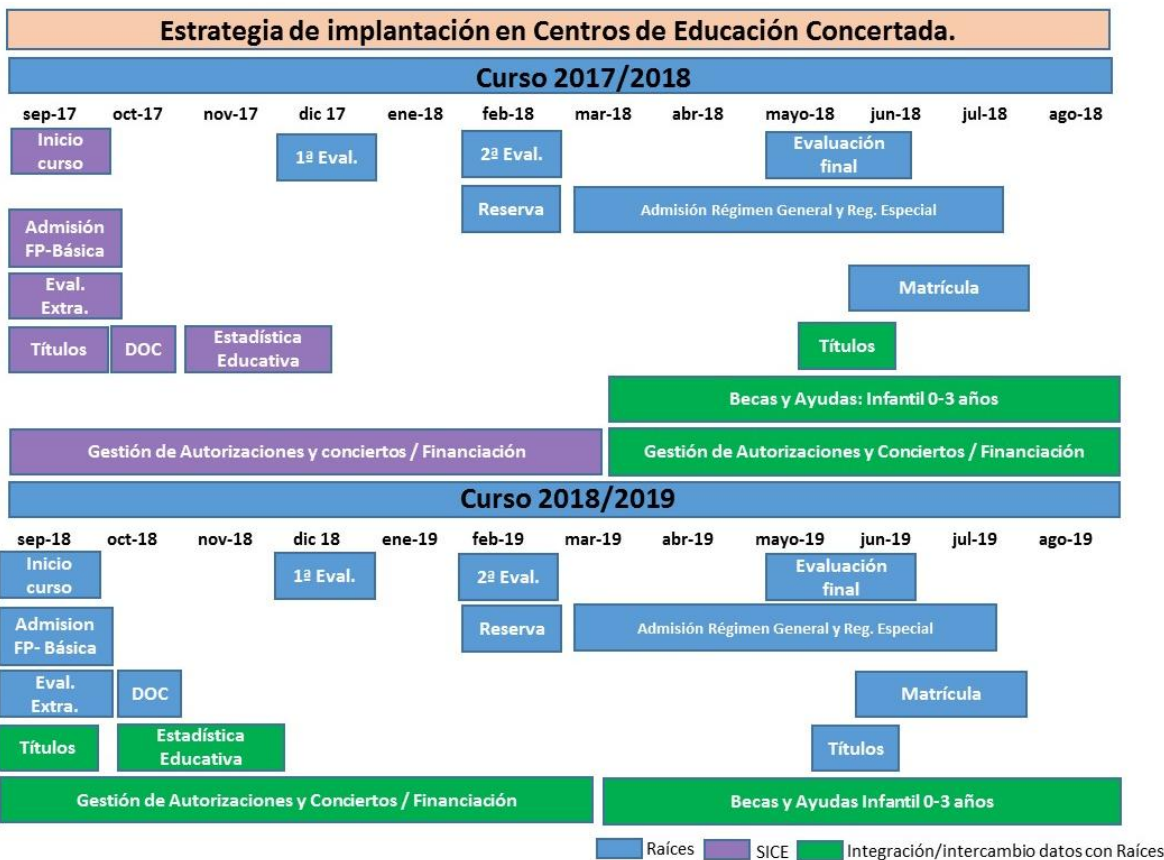 Estrategia de implantación en Centros de Educación Concertada.
Curso 2017/2018
sep-17 oct-17 nov-17 dic 17 ene-18 feb-18 mar-18 abr-18 mayo-18 jun-18 jul-18 ago-18
Inicio
curso
1ª Eval.
2ª Eval.
Evaluación
final
Reserva
Admisión Régimen General y Reg. Especial
Admisión
FP-Básica
Eval.
Extra.
Matrícula
Títulos
DOC
Estadística
Educativa
Títulos
Becas y Ayudas: Infantil 0-3 años
Gestión de Autorizaciones y conciertos / Financiación
Gestión de Autorizaciones y Conciertos / Financiación
Curso 2018/2019
sep-18 oct-18 nov-18 dic 18 ene-19 feb-19 mar-19 abr-19 mayo-19 jun-19 jul-19 ago-19
Inicio
curso
1ª Eval.
2ª Eval.
Evaluación
final
Admision
FP- Básica
Reserva
Admisión Régimen General y Reg. Especial
Eval.
Extra.
DOC
Matrícula
Títulos
Estadística
Educativa
Títulos
Gestión de Autorizaciones y Conciertos / Financiación
Becas y Ayudas Infantil 0-3 años
Raíces
SICE
Integración/intercambio datos con Raíces